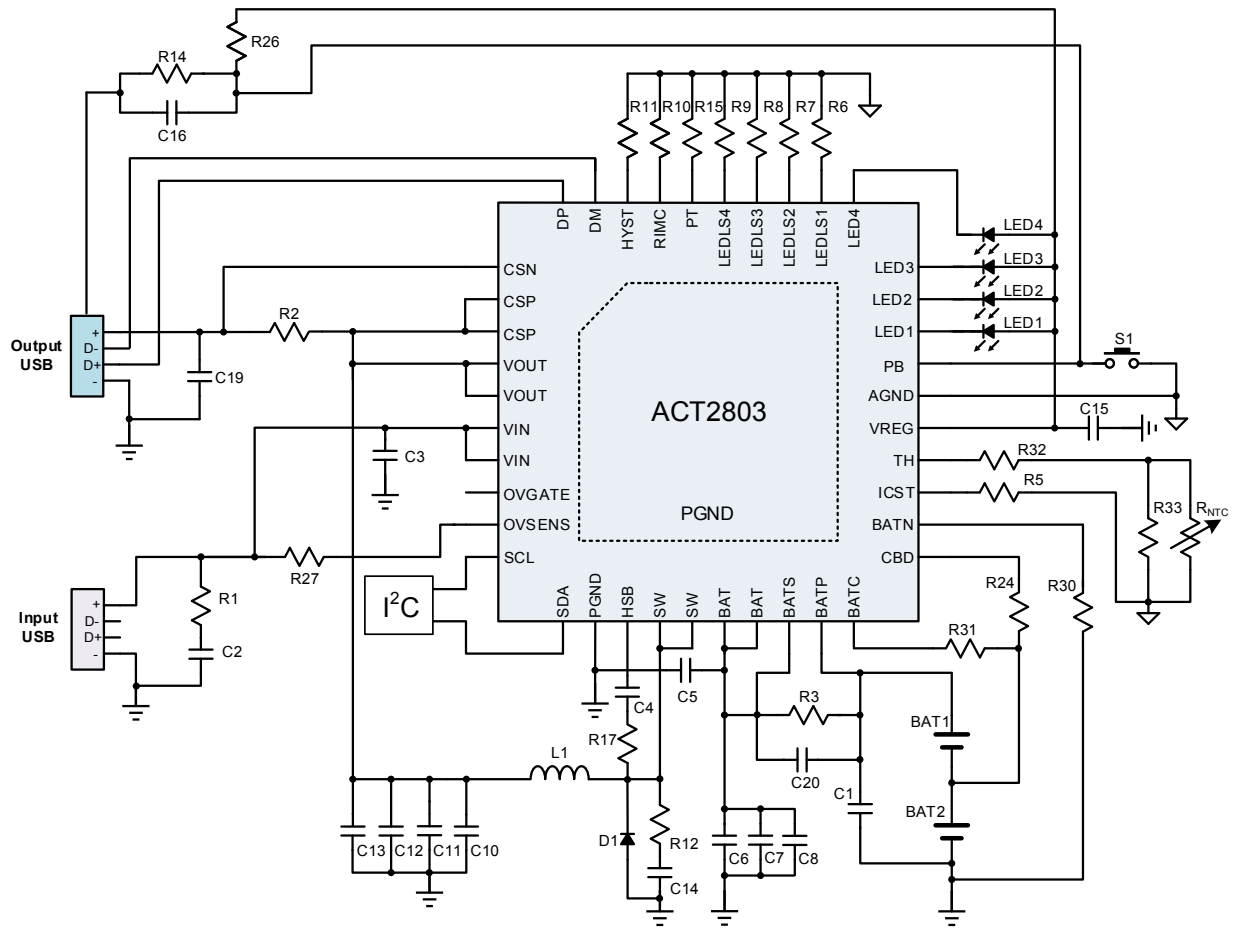 R26
R14
C16
R11
R10
R15
R9
R8
R7
R6
DP
DM
HYST
RIMC
PT
LEDLS4
LEDLS3
LEDLS2
LEDLS1
LED4
LED4
CSN
LED3
LED3
CSP
LED2
LED2
R2
CSP
LED1
LED1
S1
Output
USB
+
D-
D+
-
C19
VOUT
PB
VOUT
AGND
ACT2803
VIN
VREG
C15
C3
VIN
TH
R32
OVGATE
ICST
R5
R33
RNTC
PGND
OVSENS
BATN
SCL
CBD
R27
R24
R30
I2C
Input
USB
+
D-
D+
-
R1
C2
SDA
PGND
HSB
SW
SW
BAT
BAT
BATS
BATP
BATC
R31
C5
C4
R3
R17
BAT1
L1
C20
C1
BAT2
C13
C12
C11
C10
D1
R12
C14
C6
C7
C8